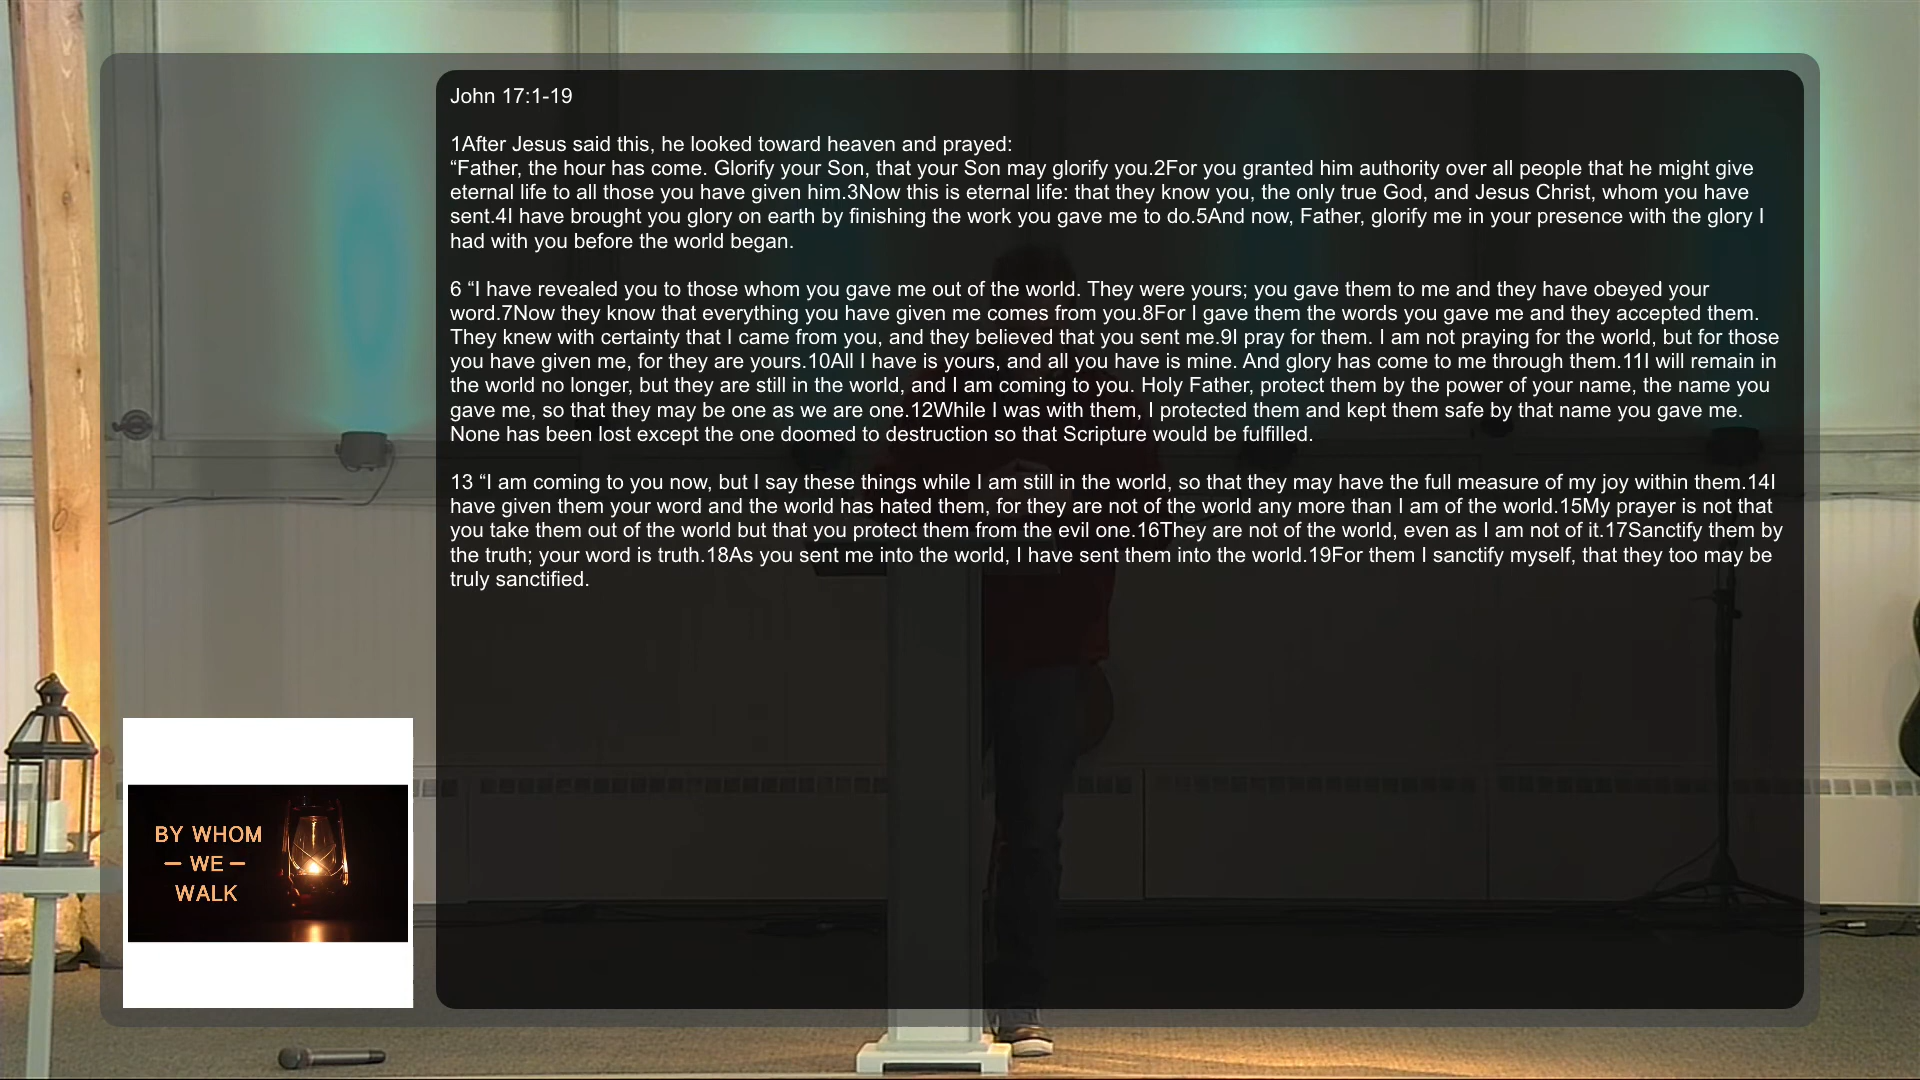 John 17:1-19
1After Jesus said this, he looked toward heaven and prayed:
“Father, the hour has come. Glorify your Son, that your Son may glorify you.2For you granted him authority over all people that he might give
eternal life to all those you have given him.3Now this is eternal life: that they know you, the only true God, and Jesus Christ, whom you have
sent.4I have brought you glory on earth by finishing the work you gave me to do.5And now, Father, glorify me in your presence with the glory I
had with you before the world began.
6 “I have revealed you to those whom you gave me out of the world. They were yours; you gave them to me and they have obeyed your
word.7Now they know that everything you have given me comes from you.8For I gave them the words you gave me and they accepted them.
They knew with certainty that I came from you, and they believed that you sent me.9I pray for them. I am not praying for the world, but for those
you have given me, for they are yours.10All I have is yours, and all you have is mine. And glory has come to me through them.11I will remain in
the world no longer, but they are still in the world, and I am coming to you. Holy Father, protect them by the power of your name, the name you
gave me, so that they may be one as we are one.12While I was with them, I protected them and kept them safe by that name you gave me.
None has been lost except the one doomed to destruction so that Scripture would be fulfilled.
13 “I am coming to you now, but I say these things while I am still in the world, so that they may have the full measure of my joy within them.14I
have given them your word and the world has hated them, for they are not of the world any more than I am of the world.15My prayer is not that
you take them out of the world but that you protect them from the evil one.16They are not of the world, even as I am not of it.17Sanctify them by
the truth; your word is truth.18As you sent me into the world, I have sent them into the world.19For them I sanctify myself, that they too may be
truly sanctified.
BY WHOM
— WE —
WALK